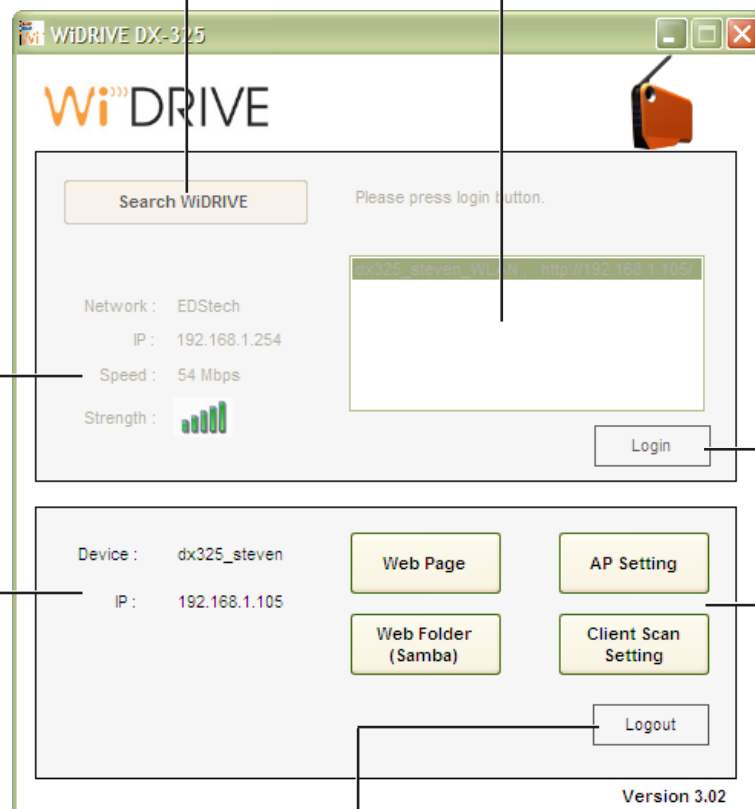 WiDRIVE DX-325
Wi DRIVE
Search WiDRIVE
Please press login button.
dx325_steven_WLAN , http://192.168.1.105/
Network : EDStech
IP : 192.168.1.254
Speed : 54 Mbps
Strength :
Login
Device : dx325_steven
IP : 192.168.1.105
Web Page
AP Setting
Web Folder
(Samba)
Client Scan
Setting
Logout
Version 3.02